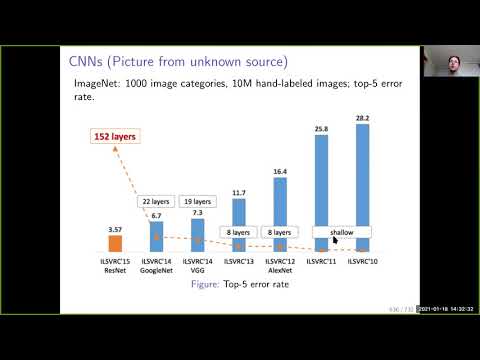 CNNs (Picture from unknown source)
ImageNet: 1000 image categories, 10M hand-labeled images; top-5 error
rate.
28.2
25.8
152 layers
16.4
22 layers
19 layers
11.7
6.7
7.3
8 layers
8 layers
shallow
3.57
ILSVRC'15
ResNet
ILSVRC'14
GoogleNet
ILSVRC'14
VGG
ILSVRC'13
ILSVRC'12
AlexNet
ILSVRC'11
ILSVRC'10
Figure: Top-5 error rate
2021-01-18 14:32:32